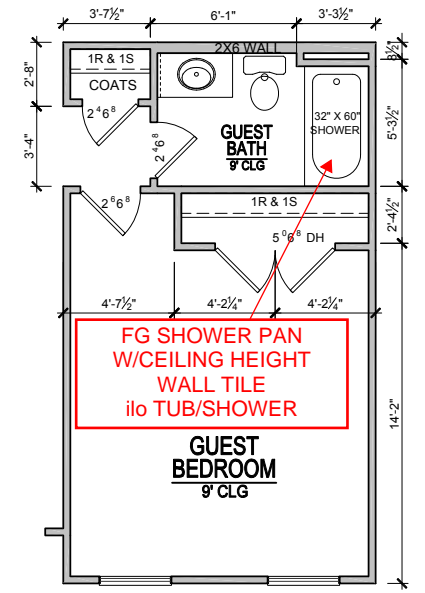 3'-7½"
6'-1"
3'-3½"
2X6 WALL
1R & 1S
COATS
2'-8"
8½"
2⁴6⁸
2⁴6⁸
GUEST
BATH
9' CLG
32" X 60"
SHOWER
5'-3½"
3'-4"
2⁶6⁸
1R & 1S
2'-4½"
5⁰6⁸ DH
4'-7½"
4'-2¼"
4'-2¼"
FG SHOWER PAN
W/CEILING HEIGHT
WALL TILE
ilo TUB/SHOWER
14'-2"
GUEST
BEDROOM
9' CLG